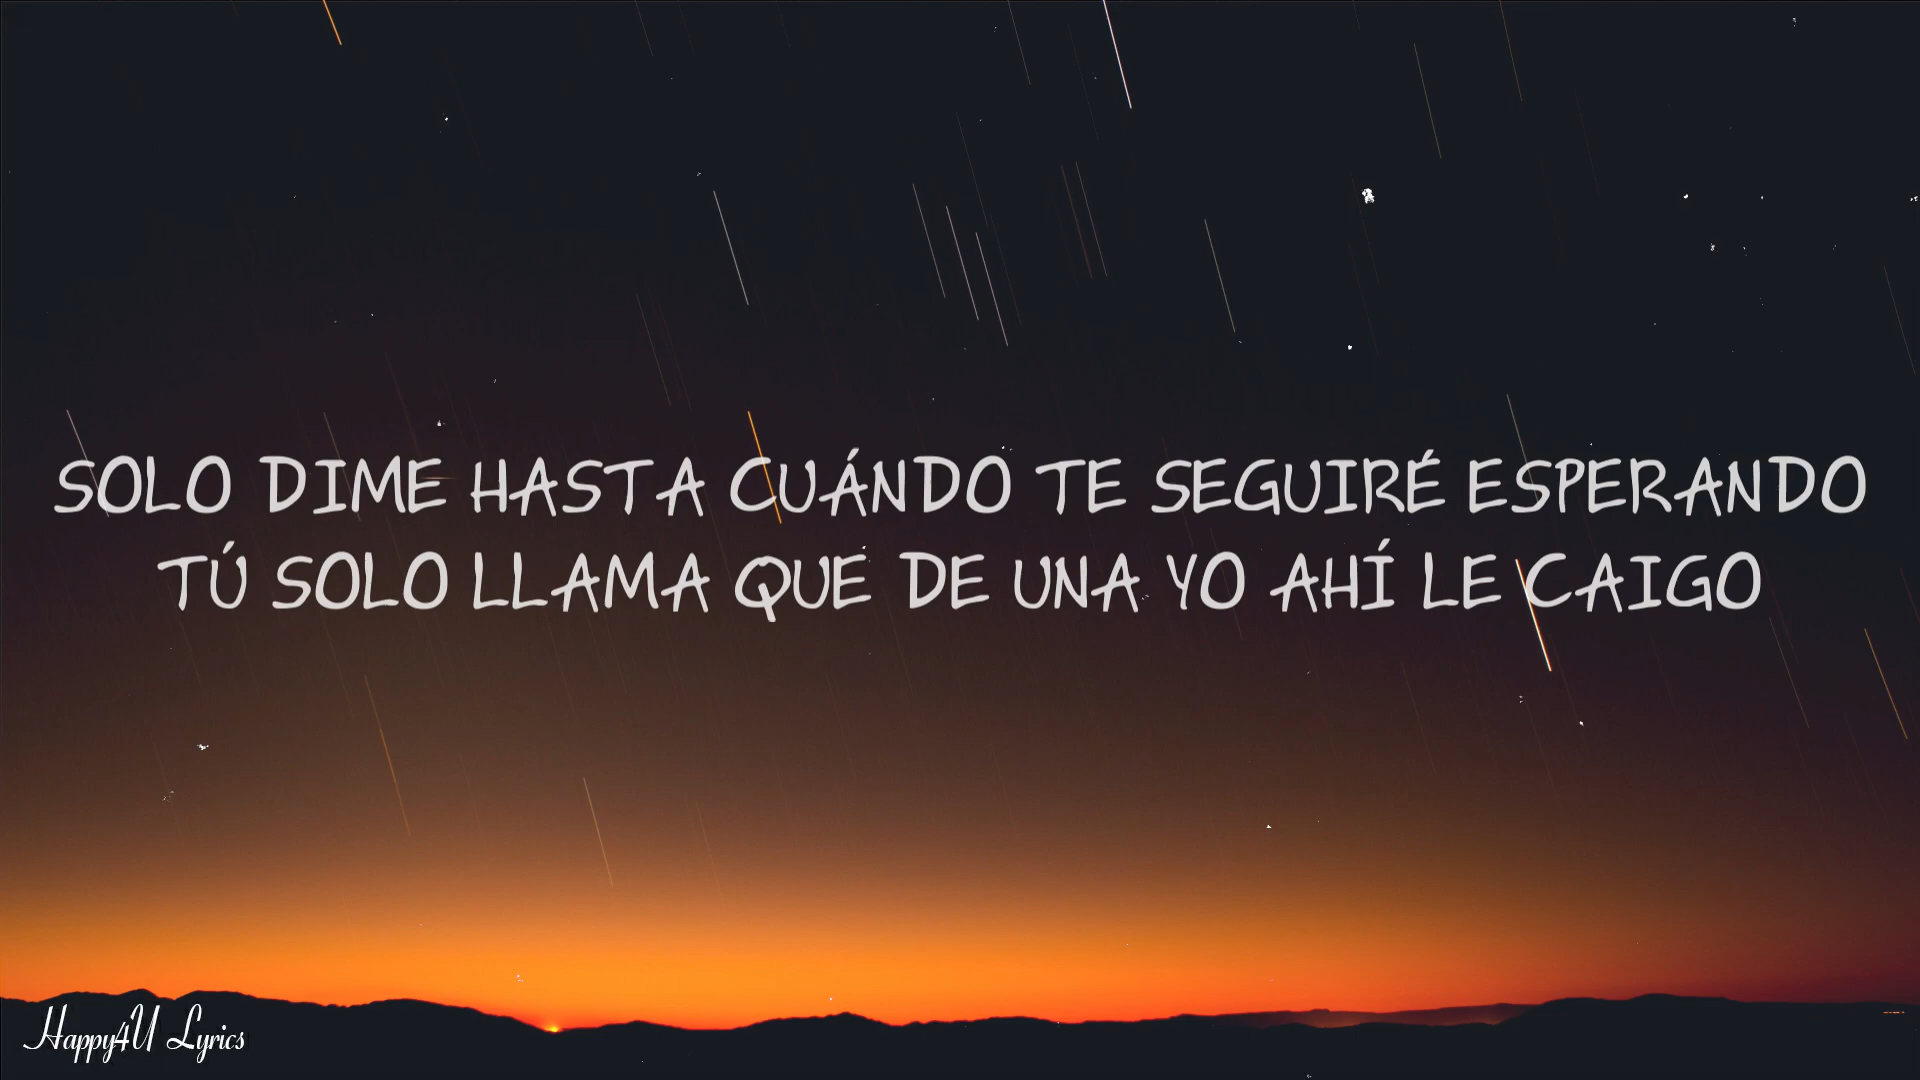 SOLO DIME HASTA CUÁNDO TE SEGUIRÉ ESPERANDO
TÚ SOLO LLAMA QUE DE UNA YO AHÍ LE CAIGO
Happy4U Lyrics